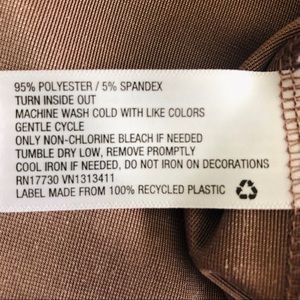 95% POLYESTER / 5% SPANDEX
TURN INSIDE OUT
MACHINE WASH COLD WITH LIKE COLORS
GENTLE CYCLE
ONLY NON-CHLORINE BLEACH IF NEEDED
TUMBLE DRY LOW, REMOVE PROMPTLY
COOL IRON IF NEEDED, DO NOT IRON ON DECORATIONS
RN17730 VN1313411
LABEL MADE FROM 100% RECYCLED PLASTIC